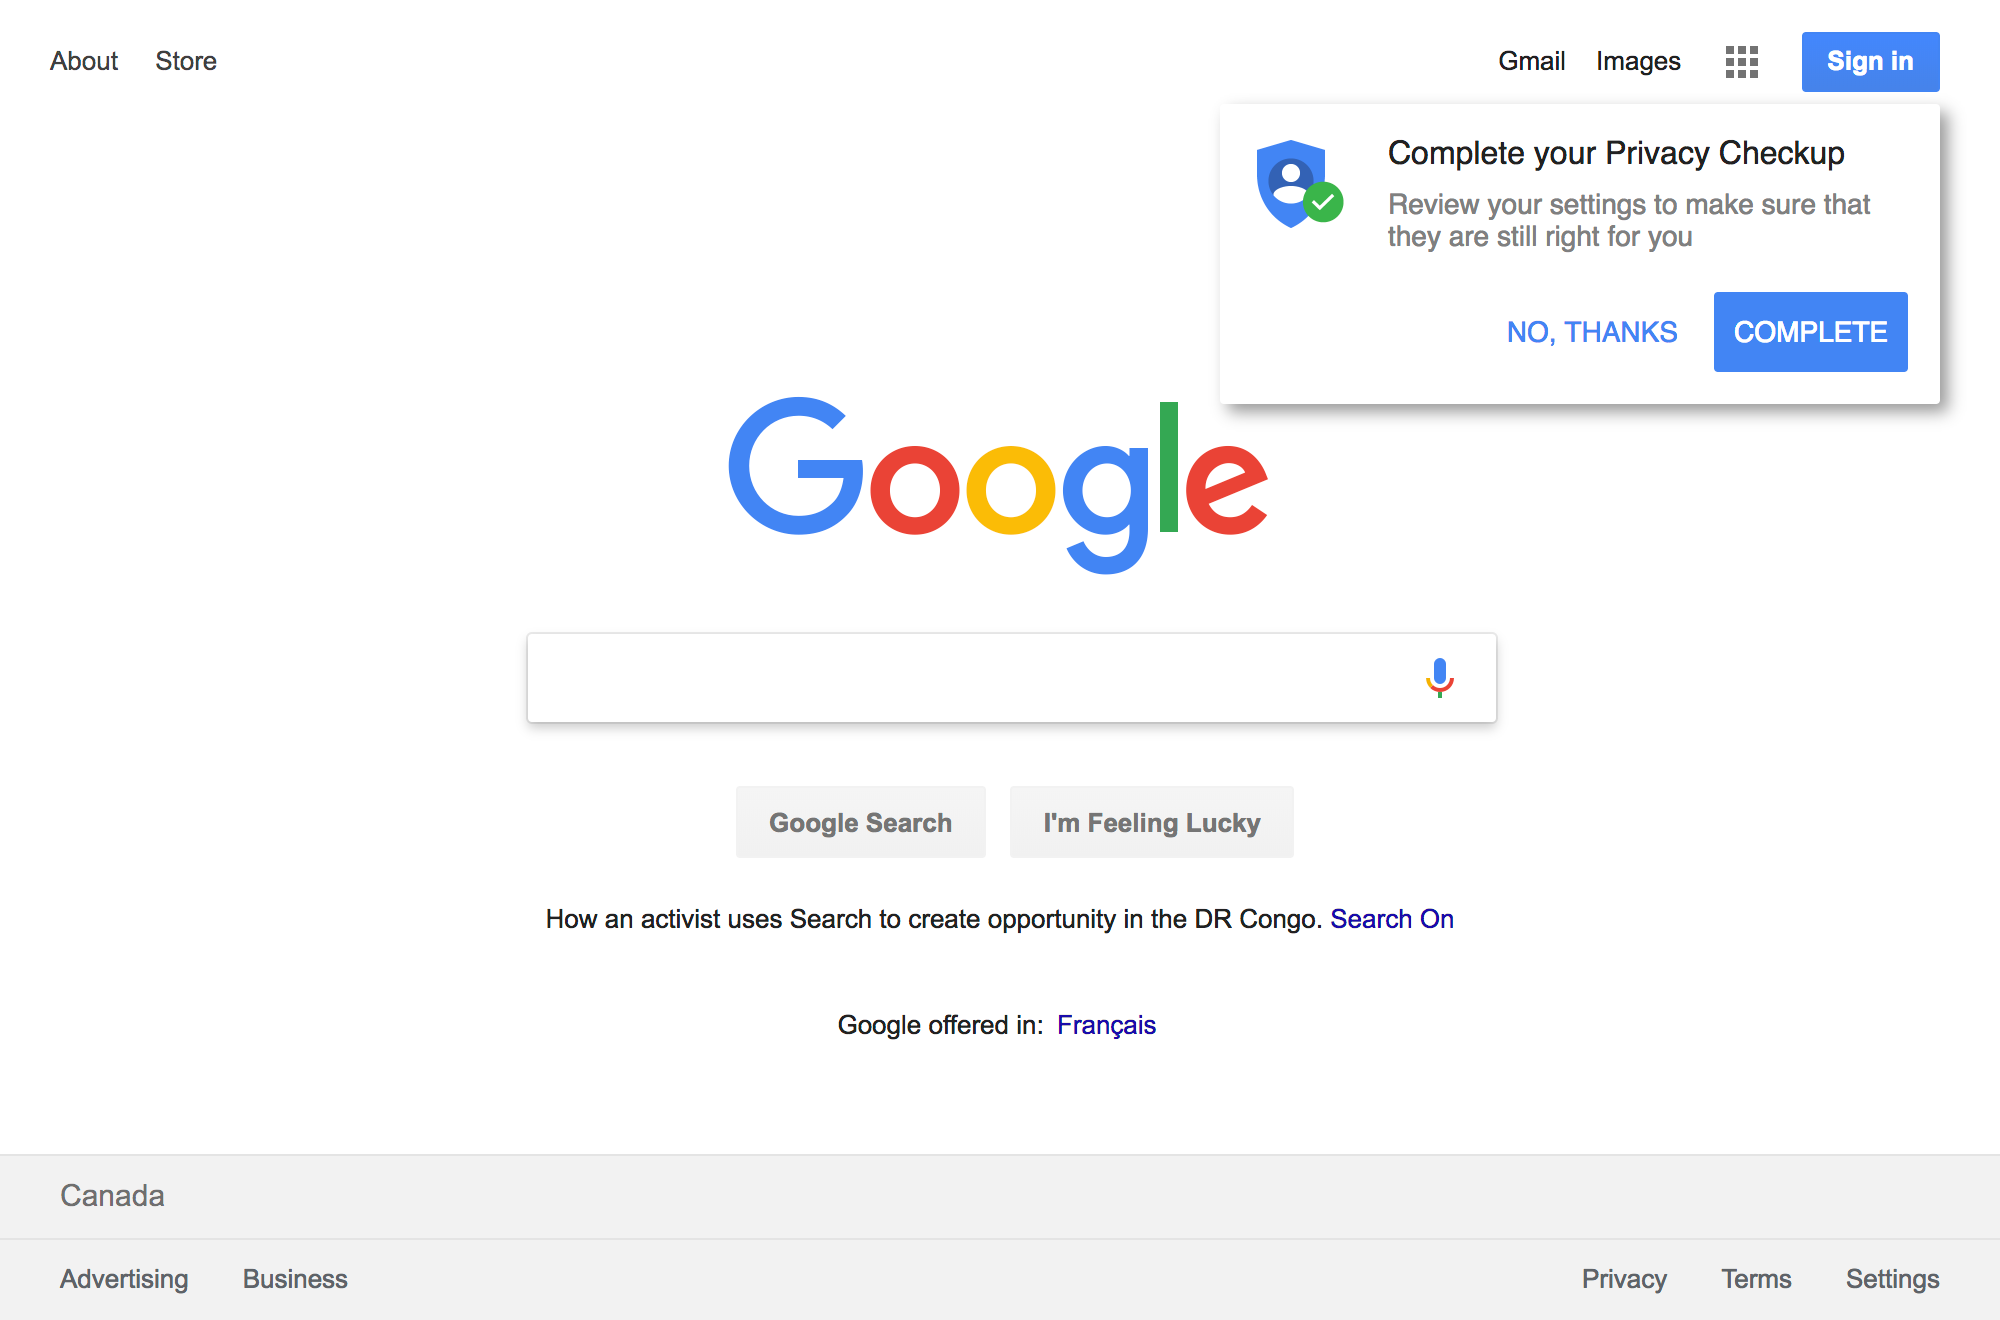 About Store Gmail Images Sign in
Complete your Privacy Checkup
Review your settings to make sure that
they are still right for you
NO, THANKS COMPLETE
Google
Google Search I'm Feeling Lucky
How an activist uses Search to create opportunity in the DR Congo. Search On
Google offered in: Français
Canada
Advertising Business Privacy Terms Settings